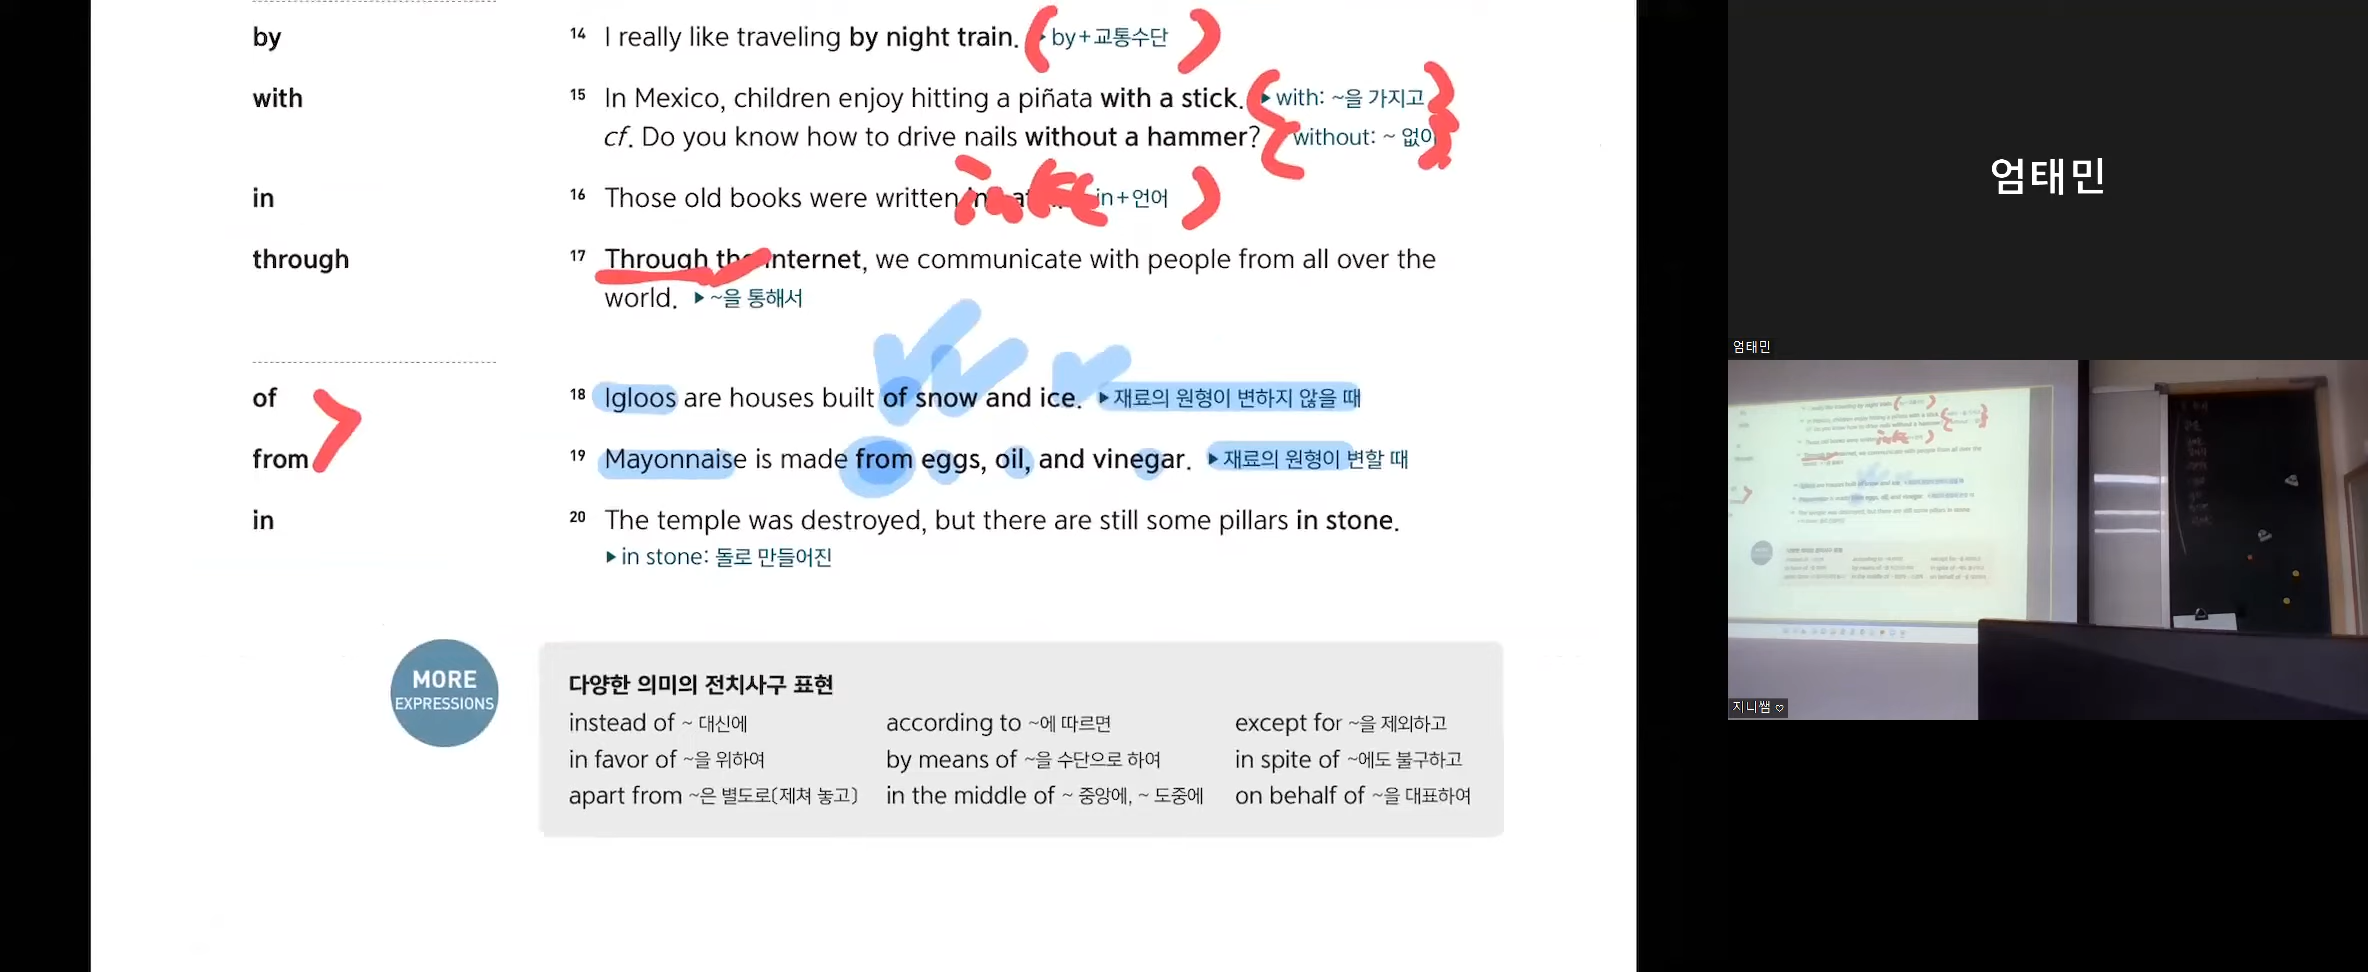 by
14 I really like traveling by night train. ▸ by+교통수단
with
15 In Mexico, children enjoy hitting a piñata with a stick. ▸ with: ~을 가지고
cf. Do you know how to drive nails without a hammer? without: ~ 없이
in
16 Those old books were written in+언어
ink
through
17 Through the Internet, we communicate with people from all over the
world. ▸ ~을 통해서
of
18 Igloos are houses built of snow and ice. ▸ 재료의 원형이 변하지 않을 때
from
19 Mayonnaise is made from eggs, oil, and vinegar. ▸ 재료의 원형이 변할 때
in
20 The temple was destroyed, but there are still some pillars in stone.
▸ in stone: 돌로 만들어진
MORE
EXPRESSIONS
다양한 의미의 전치사구 표현
instead of ~ 대신에 according to ~에 따르면 except for ~을 제외하고
in favor of ~을 위하여 by means of ~을 수단으로 하여 in spite of ~에도 불구하고
apart from ~은 별도로(제쳐 놓고) in the middle of ~ 중앙에, ~ 도중에 on behalf of ~을 대표하여
엄태민
엄태민
지니쌤 ♡